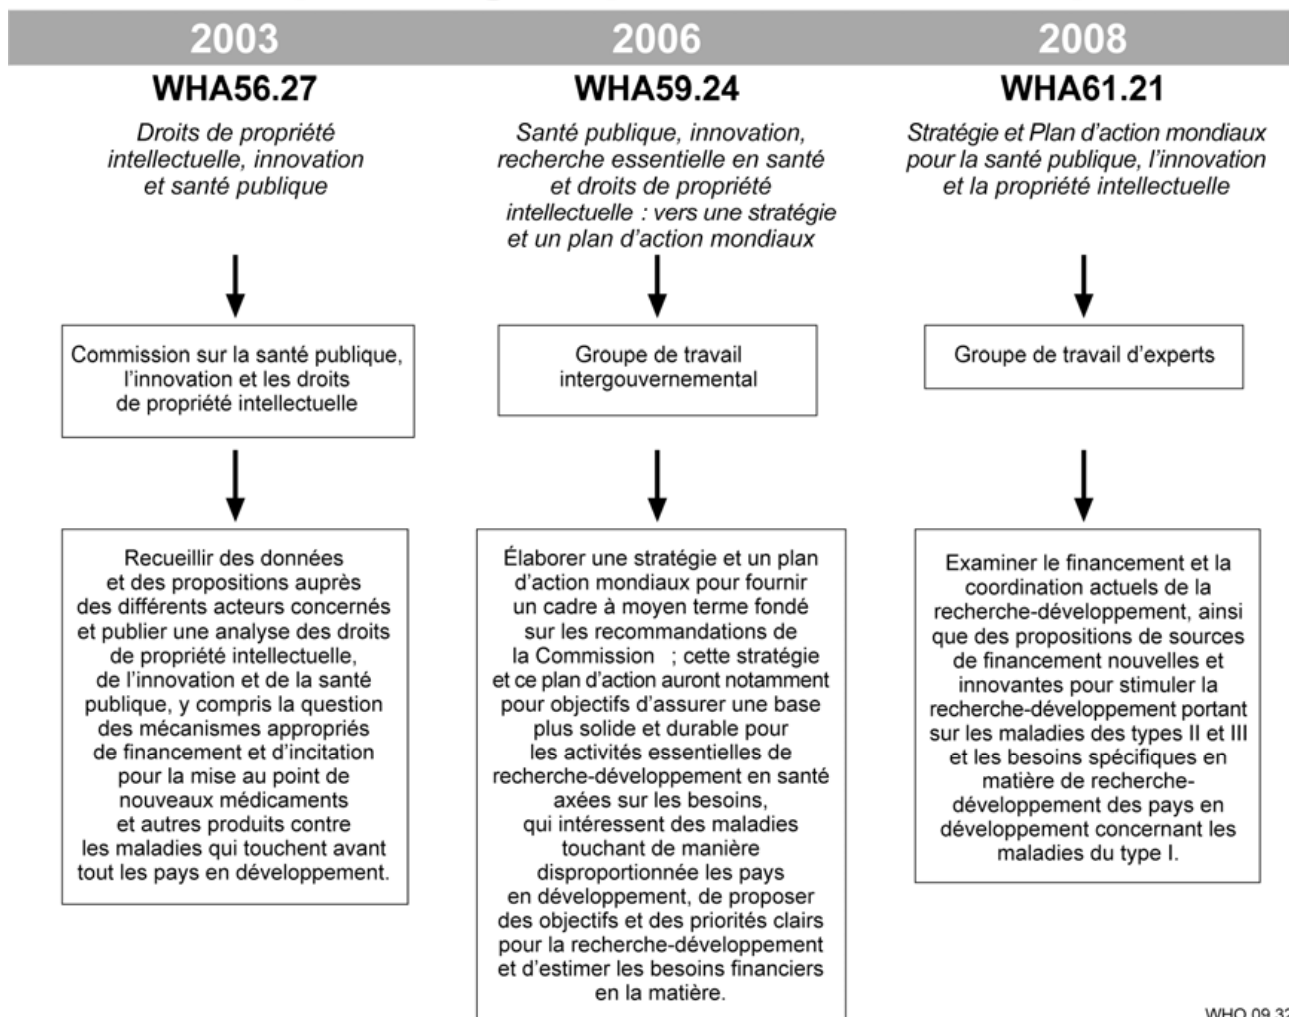 2003
2006
2008
WHA56.27
Droits de propriété
intellectuelle, innovation
et santé publique
WHA59.24
Santé publique, innovation,
recherche essentielle en santé
et droits de propriété
intellectuelle : vers une stratégie
et un plan d'action mondiaux
WHA61.21
Stratégie et Plan d'action mondiaux
pour la santé publique, l'innovation
et la propriété intellectuelle
Commission sur la santé publique,
l'innovation et les droits
de propriété intellectuelle
Groupe de travail
intergouvernemental
Groupe de travail d'experts
Recueillir des données
et des propositions auprès
des différents acteurs concernés
et publier une analyse des droits
de propriété intellectuelle,
de l'innovation et de la santé
publique, y compris la question
des mécanismes appropriés
de financement et d'incitation
pour la mise au point de
nouveaux médicaments
et autres produits contre
les maladies qui touchent avant
tout les pays en développement.
Élaborer une stratégie et un plan
d'action mondiaux pour fournir
un cadre à moyen terme fondé
sur les recommandations de
la Commission ; cette stratégie
et ce plan d'action auront notamment
pour objectifs d'assurer une base
plus solide et durable pour
les activités essentielles de
recherche-développement en santé
axées sur les besoins,
qui intéressent des maladies
touchant de manière
disproportionnée les pays
en développement, de proposer
des objectifs et des priorités clairs
pour la recherche-développement
et d'estimer les besoins financiers
en la matière.
Examiner le financement et la
coordination actuels de la
recherche-développement, ainsi
que des propositions de sources
de financement nouvelles et
innovantes pour stimuler la
recherche-développement portant
sur les maladies des types II et III
et les besoins spécifiques en
matière de recherche-
développement des pays en
développement concernant les
maladies du type I.
WHO 09.32